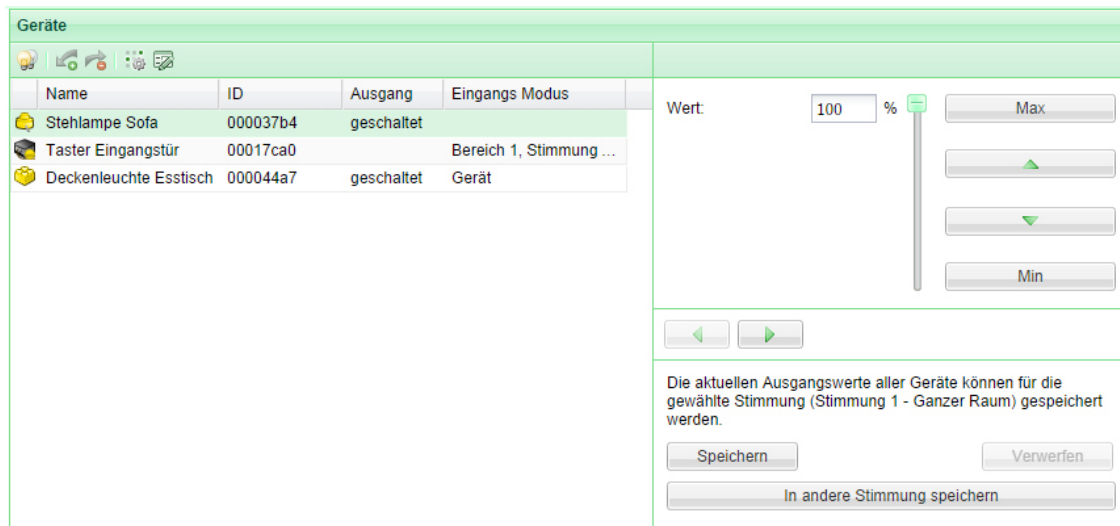 Geräte
Name ID Ausgang Eingangs Modus
Stehlampe Sofa 000037b4 geschaltet
Taster Eingangstür 00017ca0 Bereich 1, Stimmung ...
Deckenleuchte Esstisch 000044a7 geschaltet Gerät
Wert: 100 % Max
Min
Die aktuellen Ausgangswerte aller Geräte können für die
gewählte Stimmung (Stimmung 1 - Ganzer Raum) gespeichert
werden.
Speichern Verwerfen
In andere Stimmung speichern